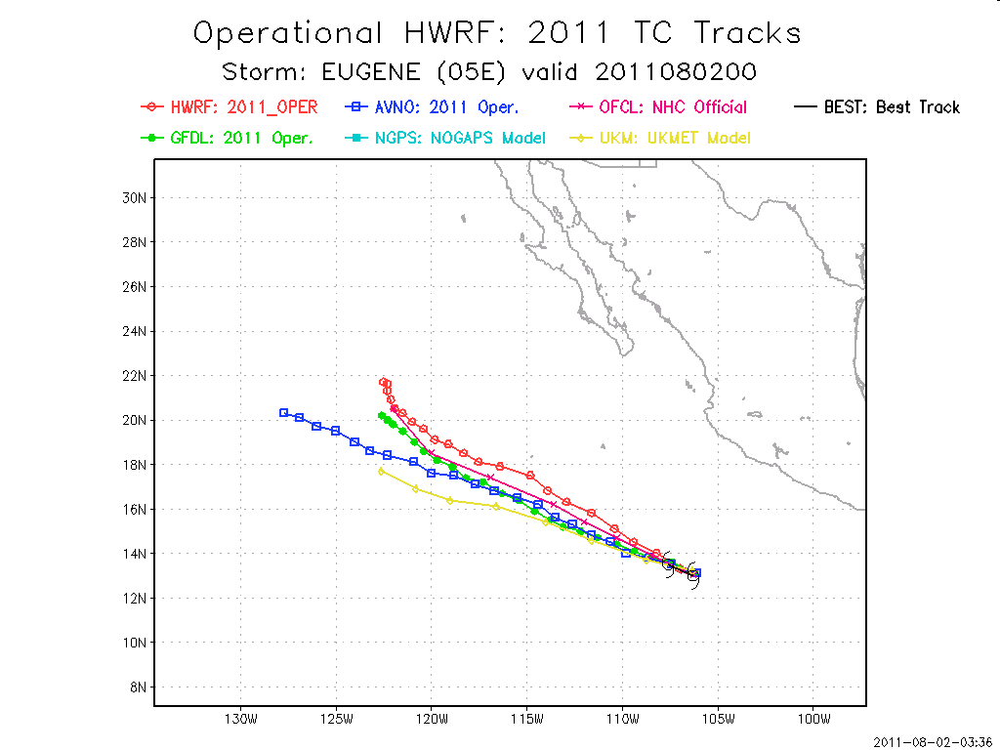 Operational HWRF: 2011 TC Tracks
Storm: EUGENE (05E) valid 2011080200
HWRF: 2011_OPER AVNO: 2011 Oper. OFCL: NHC Official BEST: Best Track
GFDL: 2011 Oper. NGPS: NOGAPS Model UKM: UKMET Model
30N
28N
26N
24N
22N
20N
18N
16N
14N
12N
10N
8N
130W 125W 120W 115W 110W 105W 100W
2011-08-02-03:36